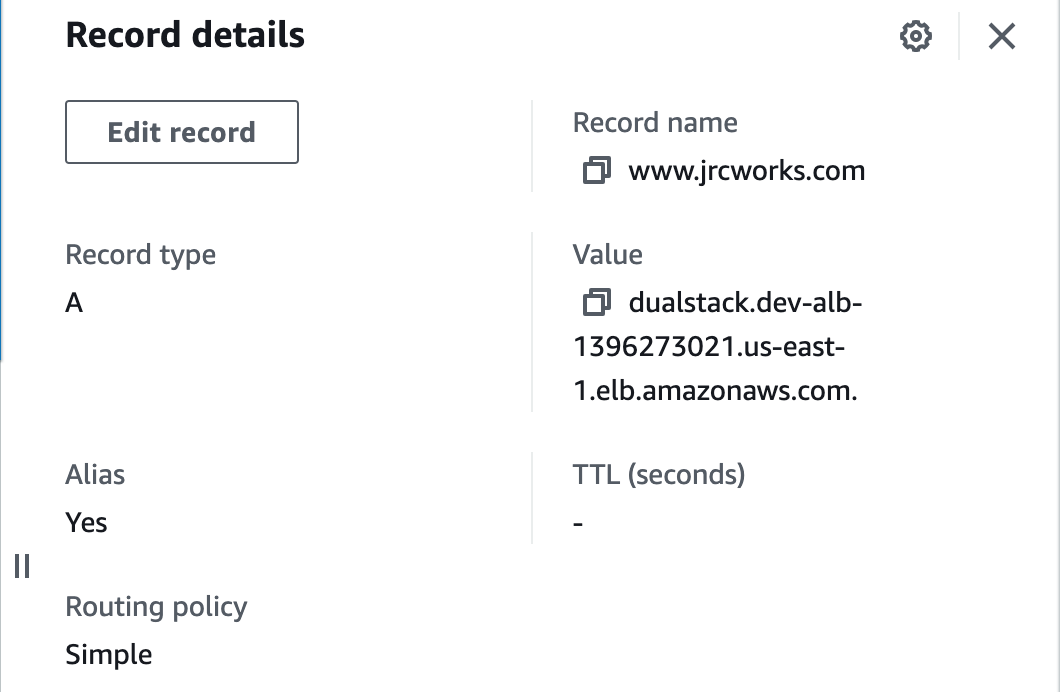 Record details
Edit record
Record name
www.jrcworks.com
Record type
A
Value
dualstack.dev-alb-
1396273021.us-east-
1.elb.amazonaws.com.
Alias
Yes
TTL (seconds)
-
Routing policy
Simple